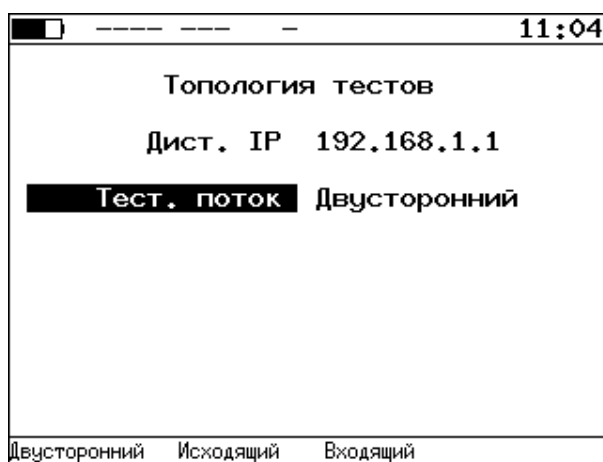 ---- --- - 11:04
Топология тестов
Дист. IP 192.168.1.1
Тест. поток Двусторонний
Двусторонний Исходящий Входящий